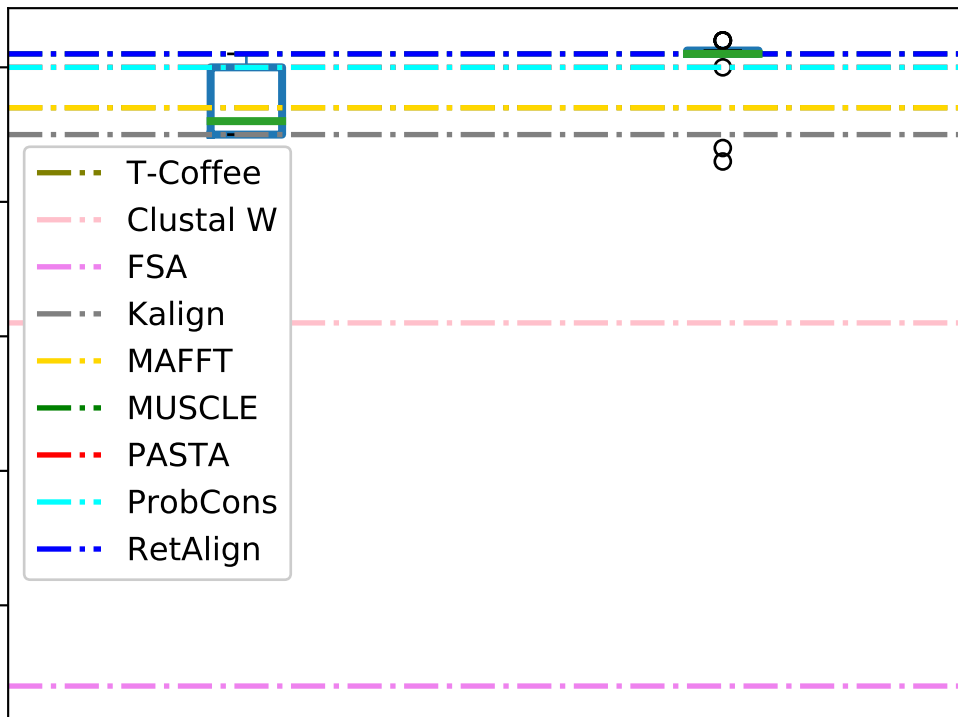 T-Coffee
Clustal W
FSA
Kalign
MAFFT
MUSCLE
PASTA
ProbCons
RetAlign